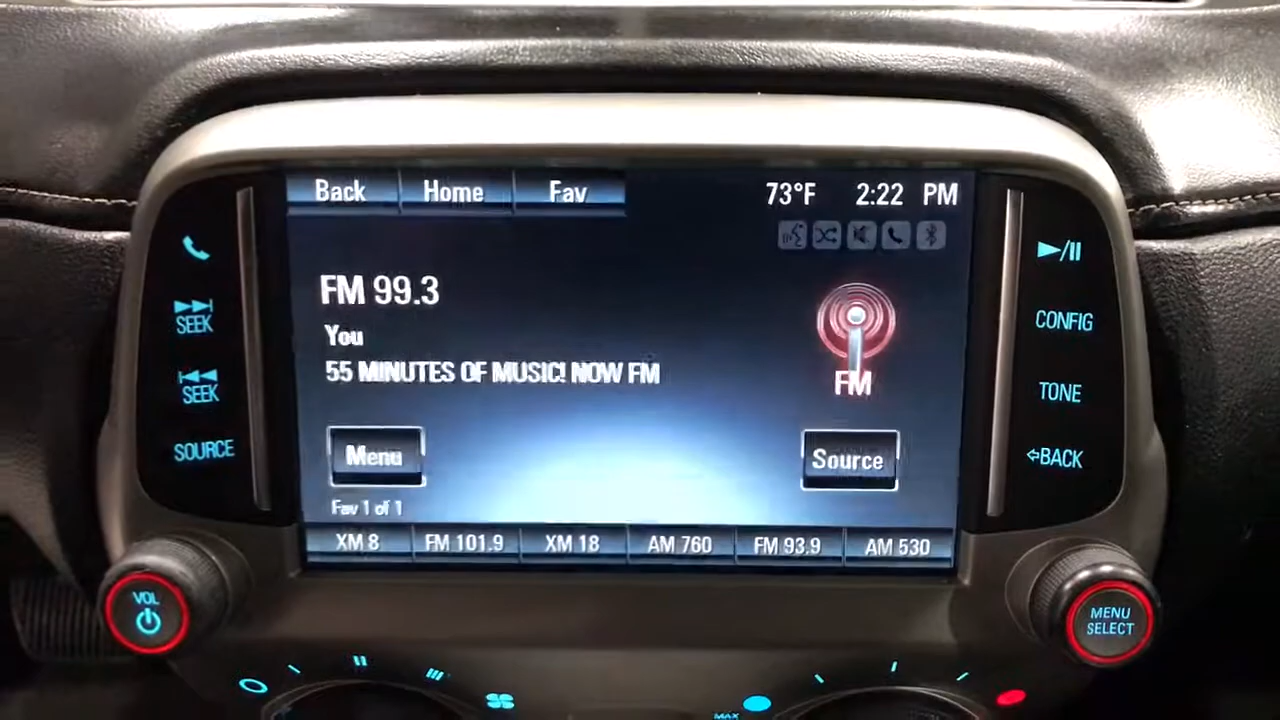 Back Home Fav 73°F 2:22 PM
SEEK
SEEK
SOURCE
FM 99.3
You
55 MINUTES OF MUSIC! NOW FM
FM
Menu
Source
Fav 1 of 1
XM 8 FM 101.9 XM 18 AM 760 FM 93.9 AM 530
CONFIG
TONE
BACK
VOL
MENU
SELECT
MAX